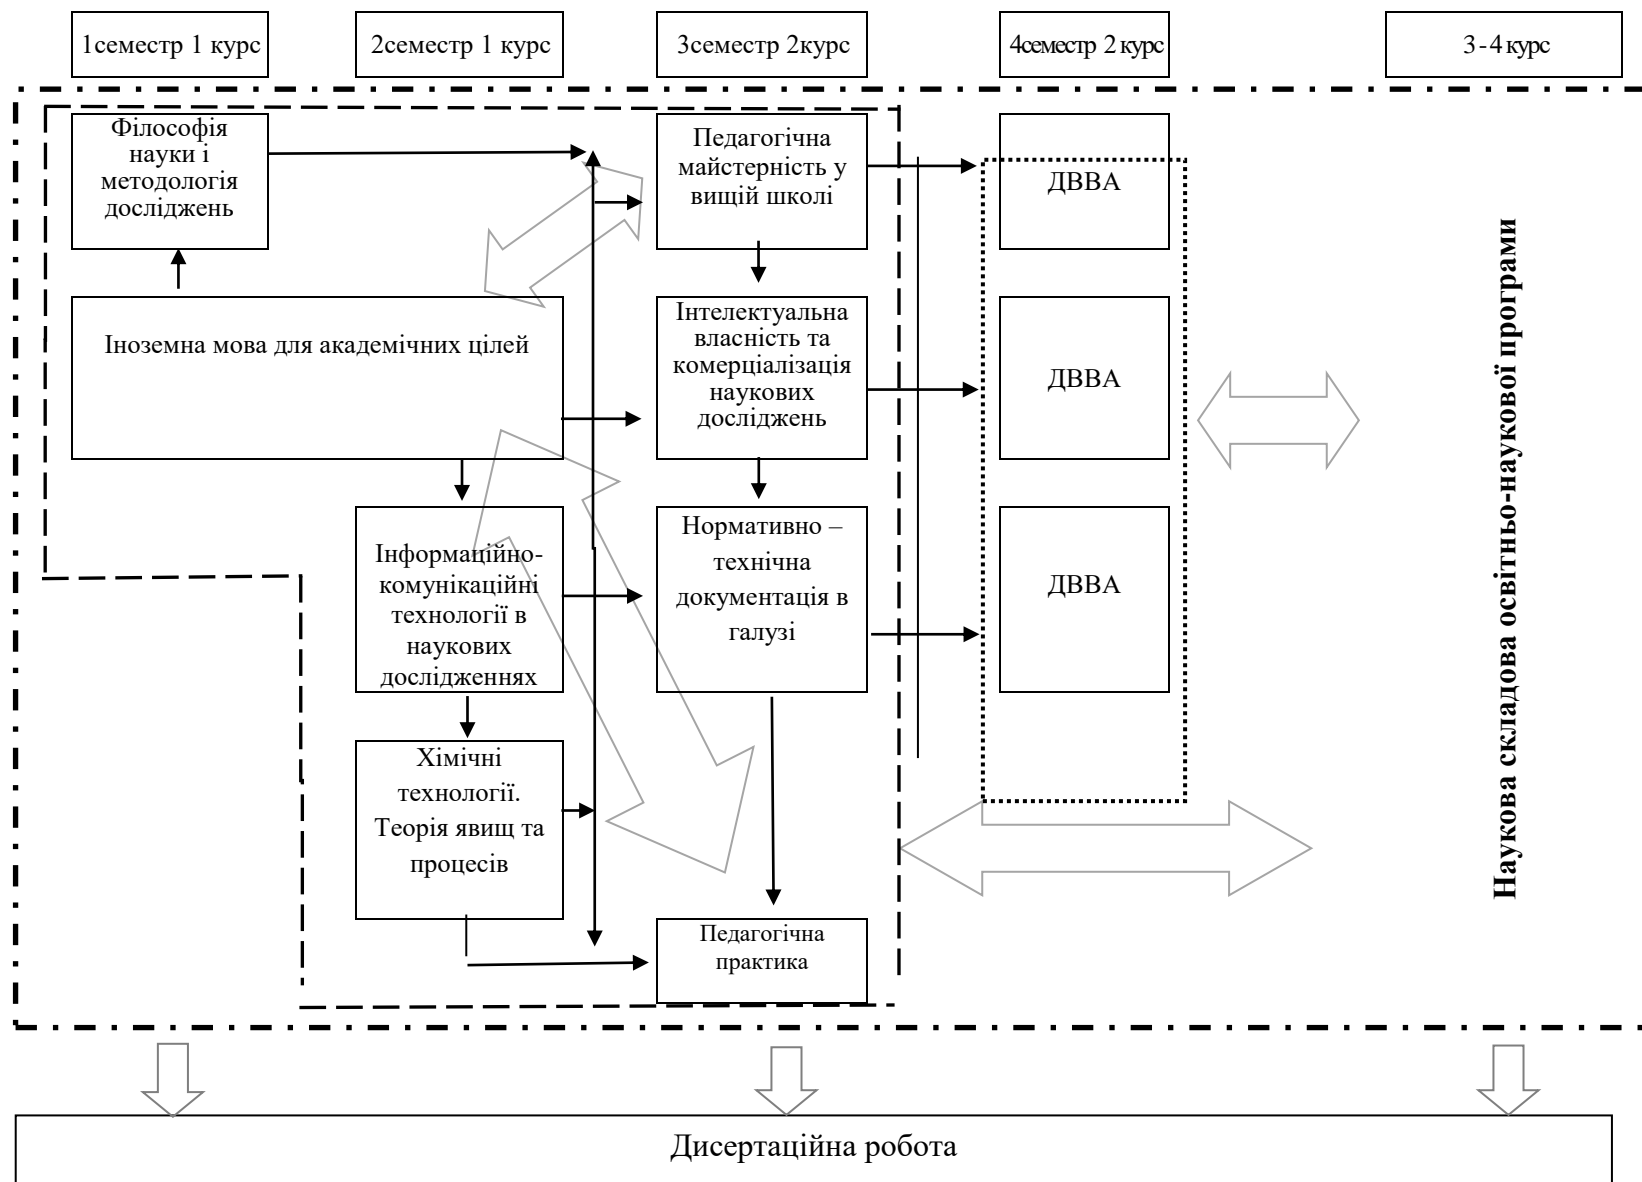 1семестр 1 курс
2семестр 1 курс
3семестр 2курс
4семестр 2 курс
3-4 курс
Філософія
науки і
методологія
досліджень
Педагогічна
майстерність у
вищій школі
ДВВА
Іноземна мова для академічних цілей
Інтелектуальна
власність та
комерціалізація
наукових
досліджень
ДВВА
Інформаційно-
комунікаційні
технології в
наукових
дослідженнях
Нормативно –
технічна
документація в
галузі
ДВВА
Хімічні
технології.
Теорія явищ та
процесів
Педагогічна
практика
Наукова складова освітньо-наукової програми
Дисертаційна робота